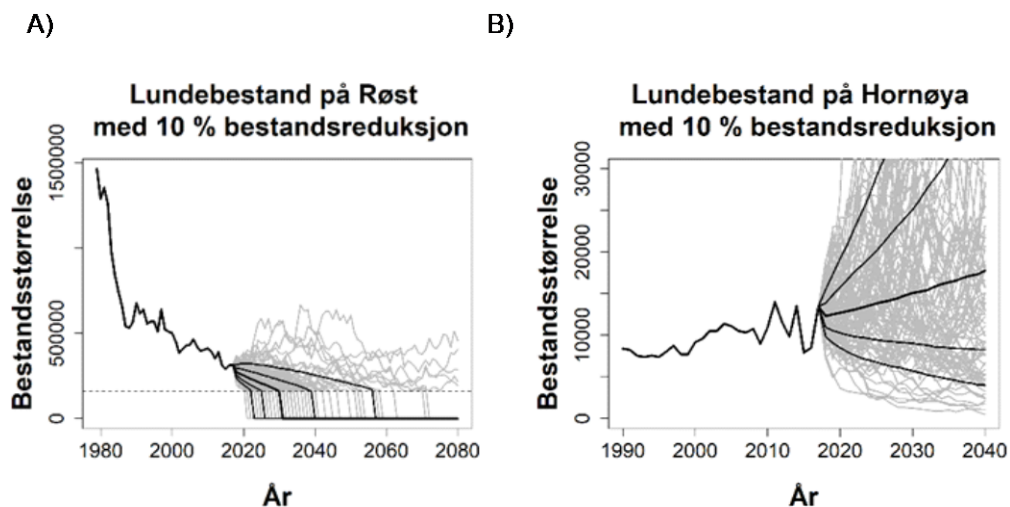 A)
Lundebestand på Røst
med 10 % bestandsreduksjon
Bestandsstørrelse
1500000
500000
0
1980 2000 2020 2040 2060 2080
År
B)
Lundebestand på Hornøya
med 10 % bestandsreduksjon
Bestandsstørrelse
30000
20000
10000
0
1990 2000 2010 2020 2030 2040
År